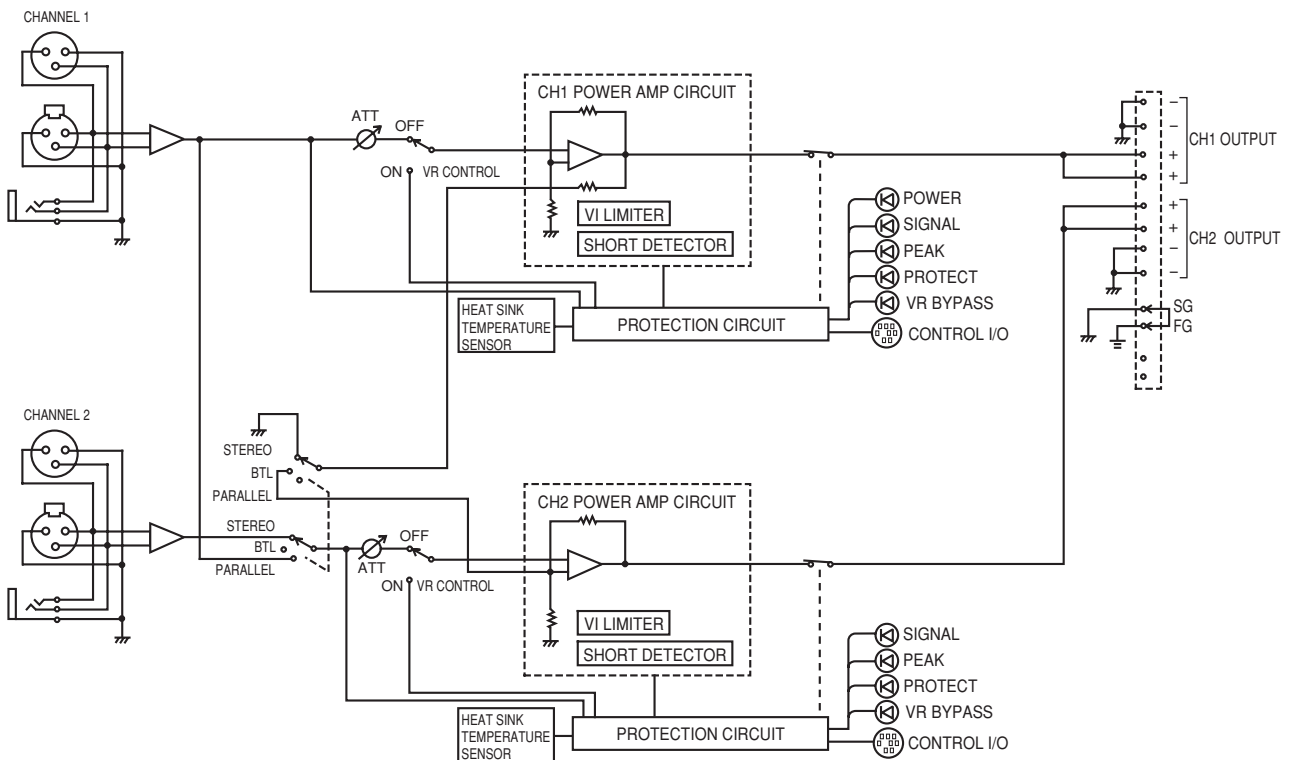 CHANNEL 1
ATT
OFF
ON
VR CONTROL
CH1 POWER AMP CIRCUIT
VI LIMITER
SHORT DETECTOR
HEAT SINK
TEMPERATURE
SENSOR
PROTECTION CIRCUIT
POWER
SIGNAL
PEAK
PROTECT
VR BYPASS
CONTROL I/O
−
−
+
+
CH1 OUTPUT
+
+
−
−
CH2 OUTPUT
SG
FG
CHANNEL 2
STEREO
BTL
PARALLEL
STEREO
BTL
PARALLEL
ATT
OFF
ON
VR CONTROL
CH2 POWER AMP CIRCUIT
VI LIMITER
SHORT DETECTOR
HEAT SINK
TEMPERATURE
SENSOR
PROTECTION CIRCUIT
SIGNAL
PEAK
PROTECT
VR BYPASS
CONTROL I/O